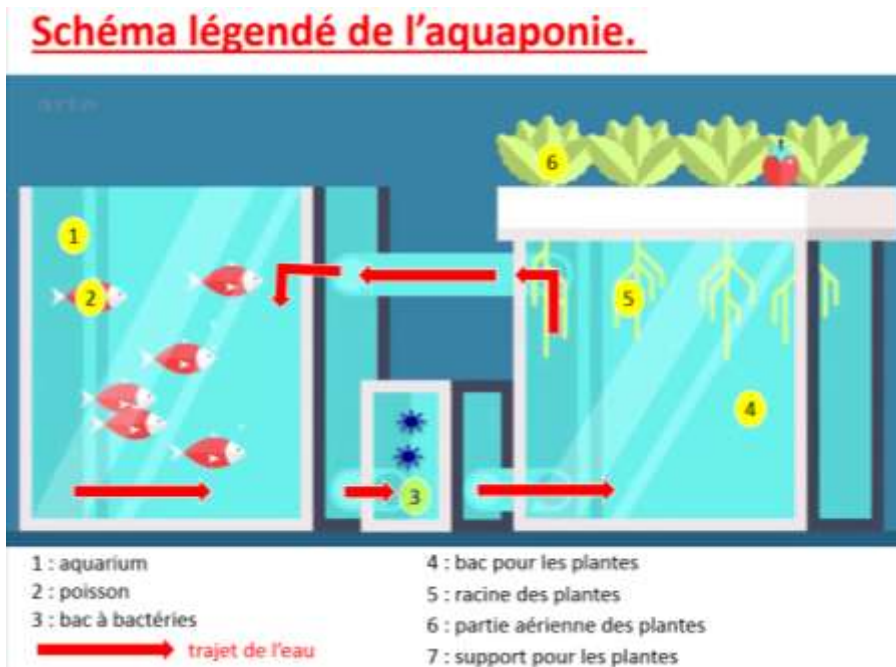 Schéma légendé de l'aquaponie.
arte
6
1
2
5
4
3
1 : aquarium
2 : poisson
3 : bac à bactéries
trajet de l'eau
4 : bac pour les plantes
5 : racine des plantes
6 : partie aérienne des plantes
7 : support pour les plantes